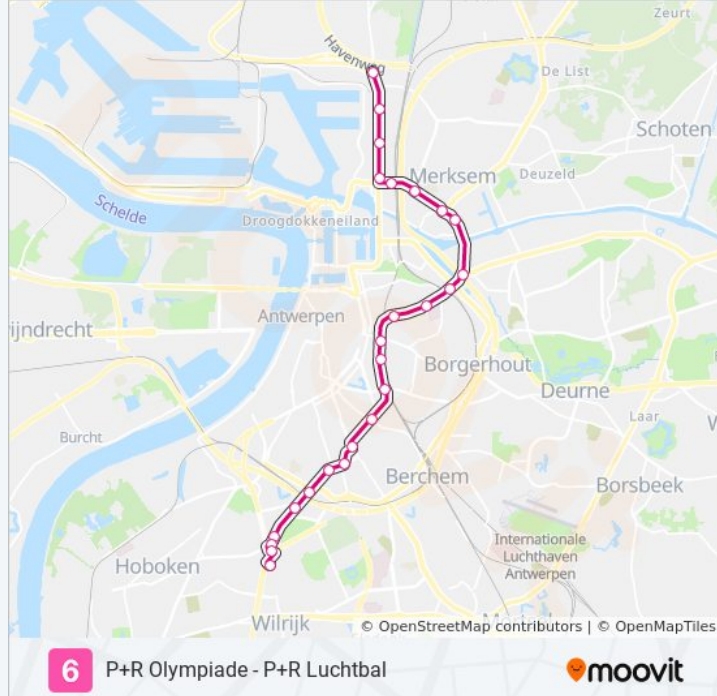 Zeurt
Havenweg
De List
Schoten
Merksem
Deuzeld
Schelde
Droogdokkeneiland
Antwerpen
wijndrecht
Borgerhout
Deurne
Laar
Burcht
Berchem
Borsbeek
Internationale
Luchthaven
Antwerpen
Hoboken
Wilrijk
© OpenStreetMap contributors | © OpenMapTiles
6 P+R Olympiade - P+R Luchtbal
moovit